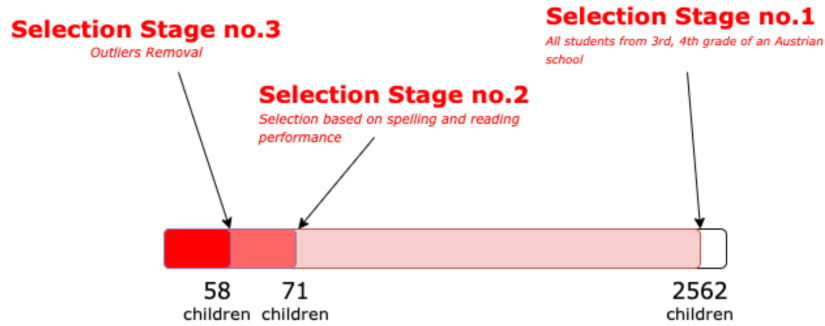 Selection Stage no.3
Outliers Removal
Selection Stage no.2
Selection based on spelling and reading
performance
Selection Stage no.1
All students from 3rd, 4th grade of an Austrian
school
58
children
71
children
2562
children